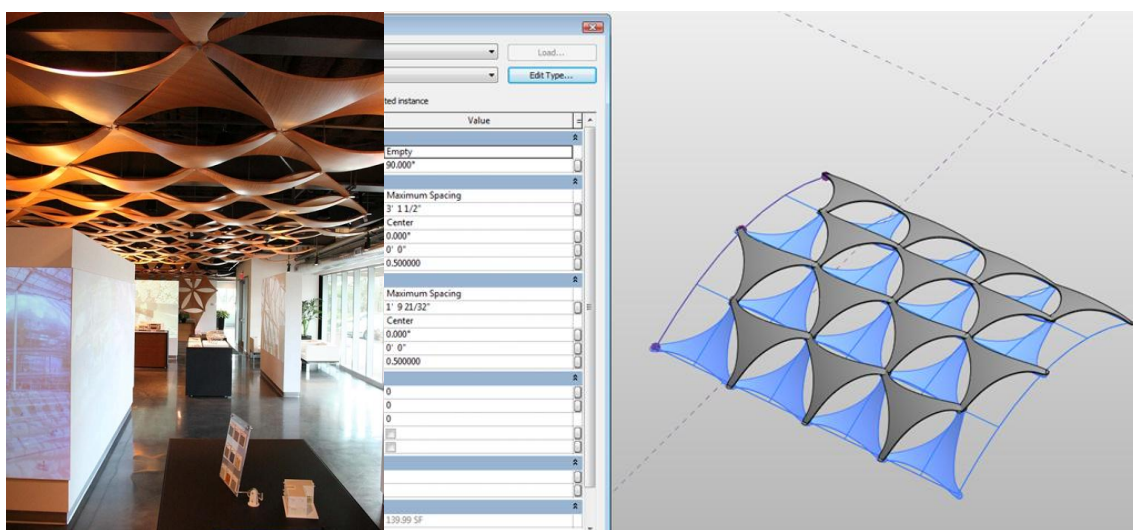 Load...
Edit Type...
ted instance
Value
=
Empty
90.000°
Maximum Spacing
3' 1 1/2"
Center
0.000°
0' 0"
0.500000
Maximum Spacing
1' 9 21/32"
Center
0.000°
0' 0"
0.500000
0
0
0
139.99 SF